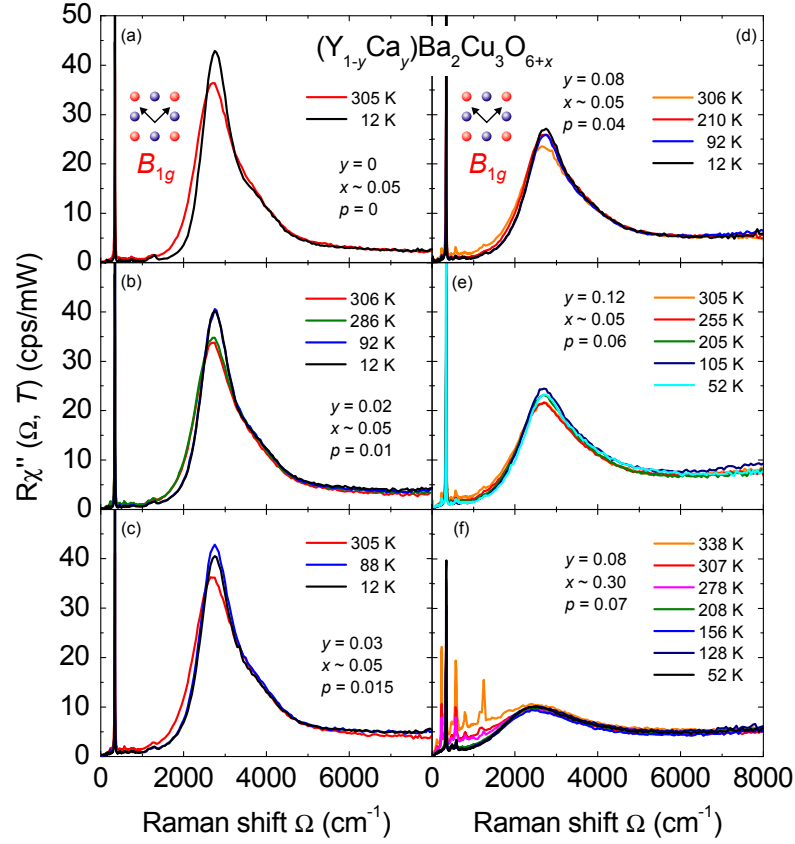 (Y1-yCay)Ba2Cu3O6+x
Rχ'' (Ω, T) (cps/mW)
(a)
50
40
30
20
10
0
B1g
305 K
12 K
y = 0
x ~ 0.05
p = 0
(b)
40
30
20
10
0
306 K
286 K
92 K
12 K
y = 0.02
x ~ 0.05
p = 0.01
(c)
40
30
20
10
0
305 K
88 K
12 K
y = 0.03
x ~ 0.05
p = 0.015
0 2000 4000 6000
Raman shift Ω (cm-1)
(d)
B1g
y = 0.08
x ~ 0.05
p = 0.04
306 K
210 K
92 K
12 K
(e)
y = 0.12
x ~ 0.05
p = 0.06
305 K
255 K
205 K
105 K
52 K
(f)
y = 0.08
x ~ 0.30
p = 0.07
338 K
307 K
278 K
208 K
156 K
128 K
52 K
0 2000 4000 6000 8000
Raman shift Ω (cm-1)